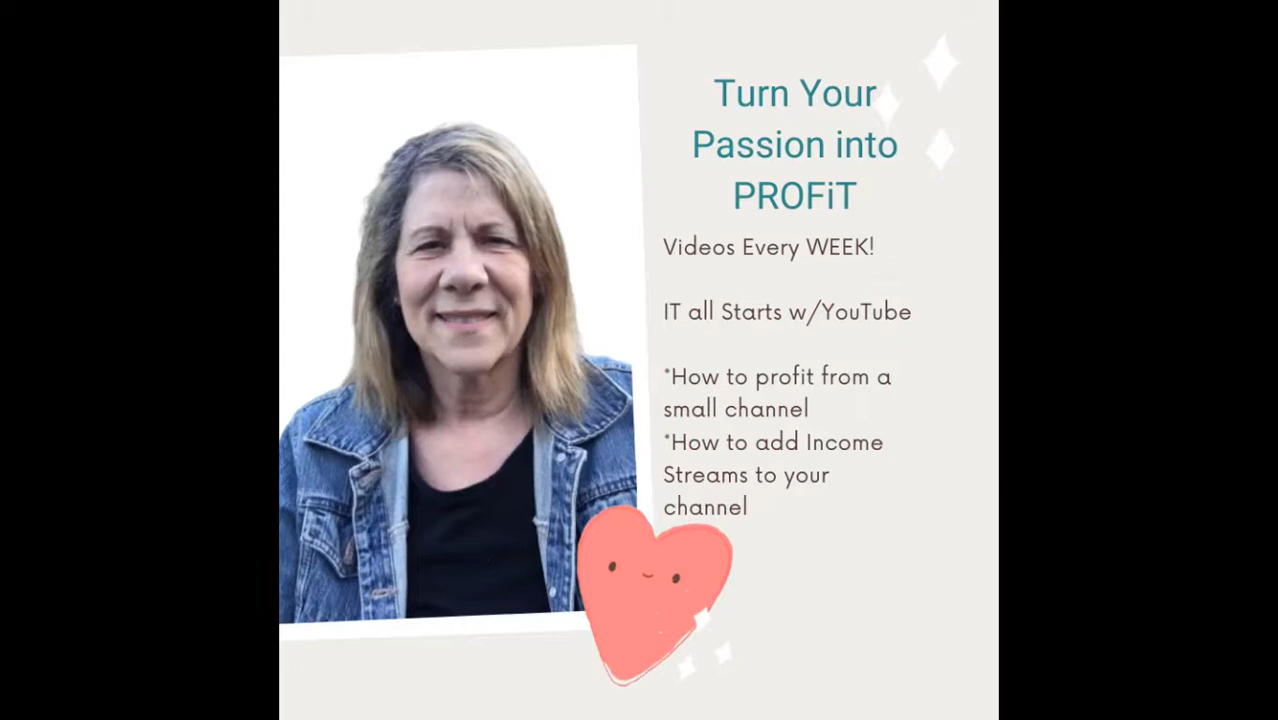 Turn Your
Passion into
PROFiT
Videos Every WEEK!
IT all Starts w/YouTube
*How to profit from a
small channel
*How to add Income
Streams to your
channel